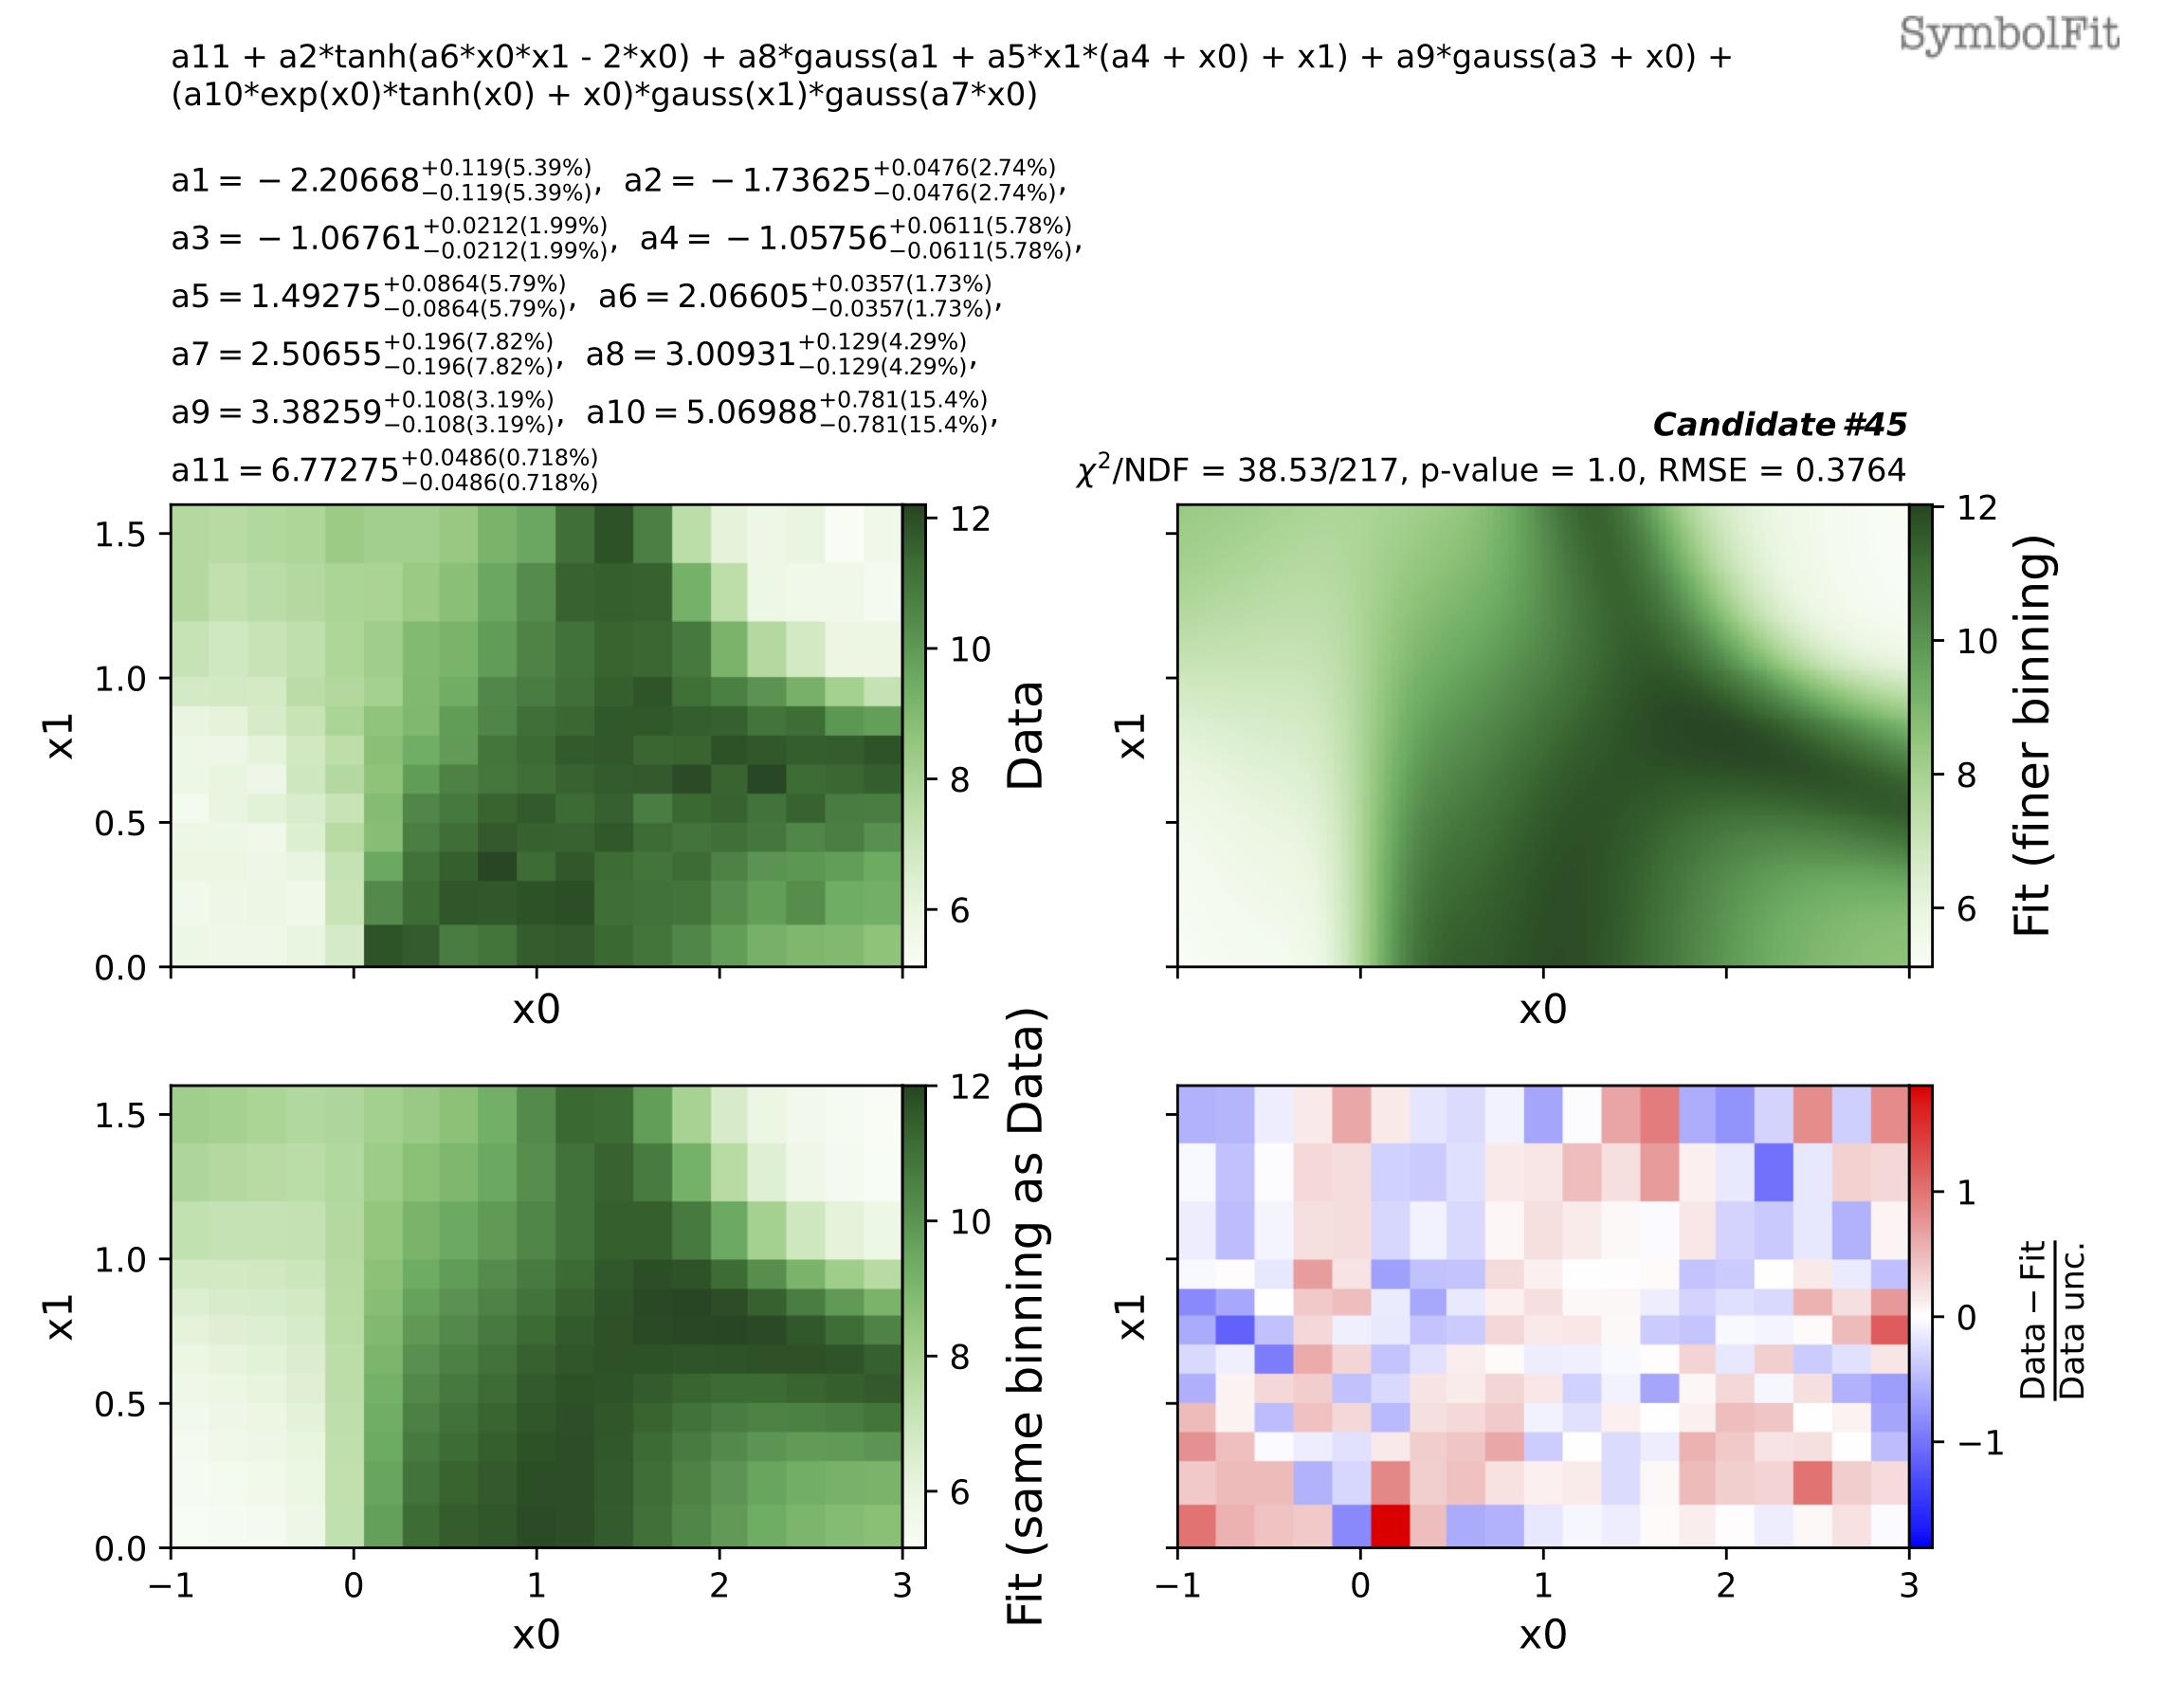 SymbolFit
a11 + a2*tanh(a6*x0*x1 - 2*x0) + a8*gauss(a1 + a5*x1*(a4 + x0) + x1) + a9*gauss(a3 + x0) +
(a10*exp(x0)*tanh(x0) + x0)*gauss(x1)*gauss(a7*x0)
a1 = −2.20668 +0.119(5.39%) −0.119(5.39%), a2 = −1.73625 +0.0476(2.74%) −0.0476(2.74%),
a3 = −1.06761 +0.0212(1.99%) −0.0212(1.99%), a4 = −1.05756 +0.0611(5.78%) −0.0611(5.78%),
a5 = 1.49275 +0.0864(5.79%) −0.0864(5.79%), a6 = 2.06605 +0.0357(1.73%) −0.0357(1.73%),
a7 = 2.50655 +0.196(7.82%) −0.196(7.82%), a8 = 3.00931 +0.129(4.29%) −0.129(4.29%),
a9 = 3.38259 +0.108(3.19%) −0.108(3.19%), a10 = 5.06988 +0.781(15.4%) −0.781(15.4%),
a11 = 6.77275 +0.0486(0.718%) −0.0486(0.718%)
Candidate #45
χ²/NDF = 38.53/217, p-value = 1.0, RMSE = 0.3764
1.5
1.0
0.5
0.0
x1
x0
12
10
8
6
Data
x1
x0
12
10
8
6
Fit (finer binning)
1.5
1.0
0.5
0.0
x1
−1 0 1 2 3
x0
12
10
8
6
Fit (same binning as Data)
x1
−1 0 1 2 3
x0
1
0
−1
Data − Fit
Data unc.